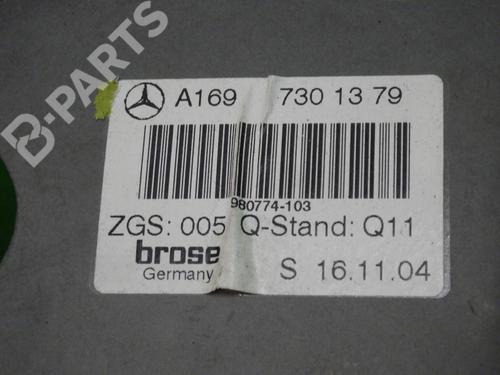 B-PARTS
A169 730 13 79
980774-103
ZGS: 005 Q-Stand: Q11
brose
Germany S 16.11.04